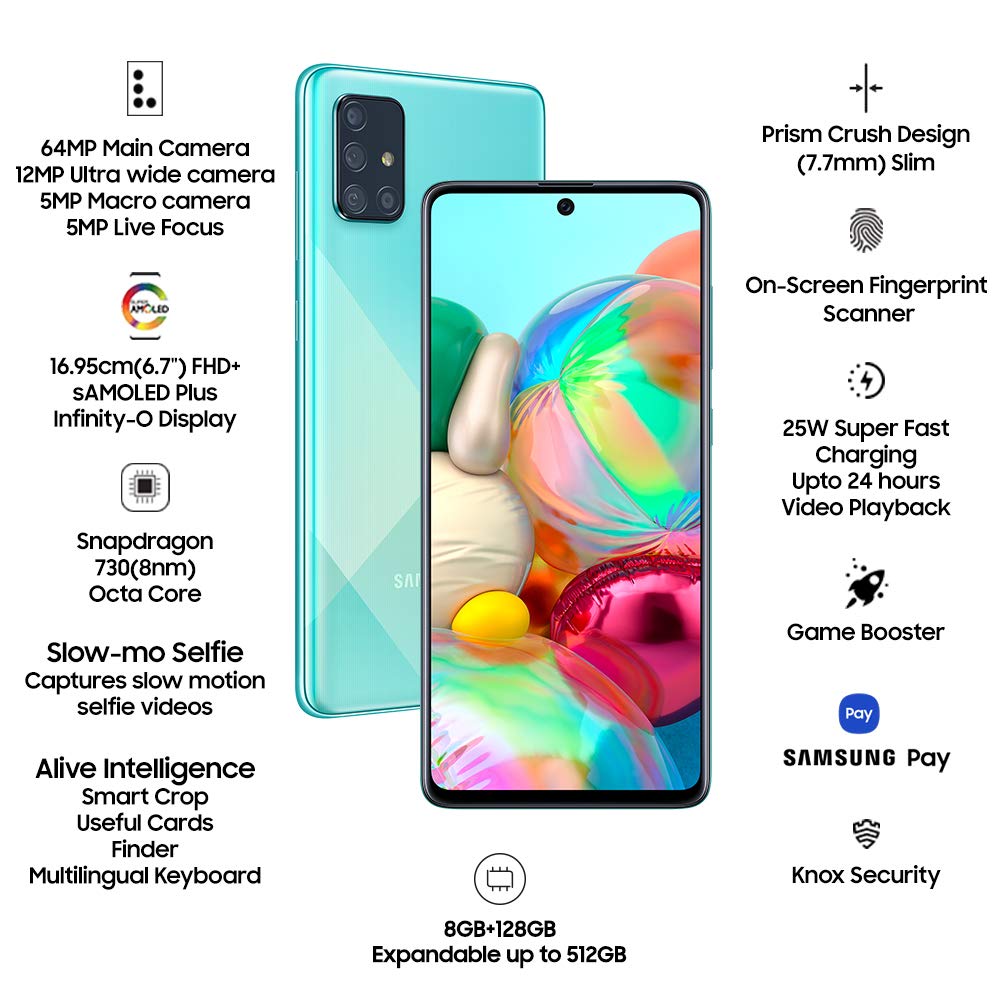 64MP Main Camera
12MP Ultra wide camera
5MP Macro camera
5MP Live Focus
SUPER
AMOLED
16.95cm(6.7") FHD+
sAMOLED Plus
Infinity-O Display
Snapdragon
730(8nm)
Octa Core
Slow-mo Selfie
Captures slow motion
selfie videos
Alive Intelligence
Smart Crop
Useful Cards
Finder
Multilingual Keyboard
SAM
8GB+128GB
Expandable up to 512GB
Prism Crush Design
(7.7mm) Slim
On-Screen Fingerprint
Scanner
25W Super Fast
Charging
Upto 24 hours
Video Playback
Game Booster
Pay
SAMSUNG Pay
Knox Security